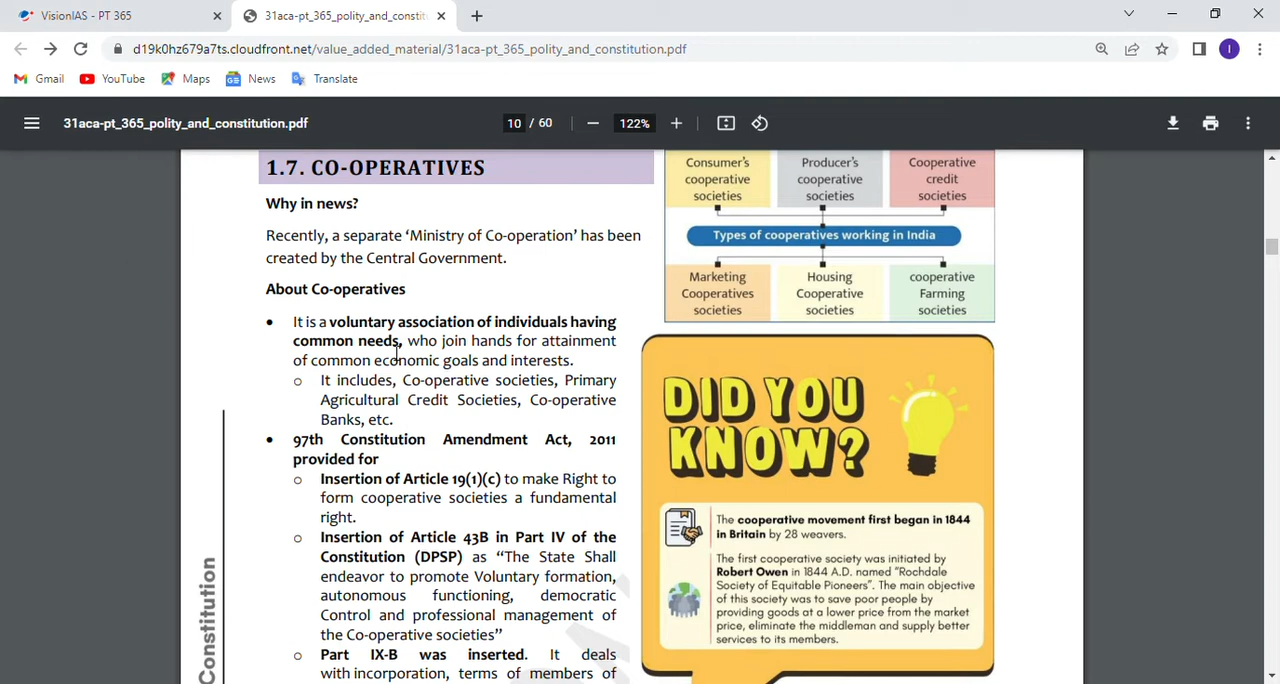 VisionIAS - PT 365
31aca-pt_365_polity_and_constitu
d19k0hz679a7ts.cloudfront.net/value_added_material/31aca-pt_365_polity_and_constitution.pdf
I
Gmail
YouTube
Maps
News
Translate
31aca-pt_365_polity_and_constitution.pdf
10 / 60
122%
1.7. CO-OPERATIVES
Why in news?
Recently, a separate ‘Ministry of Co-operation’ has been
created by the Central Government.
About Co-operatives
• It is a voluntary association of individuals having
common needs, who join hands for attainment
of common economic goals and interests.
o It includes, Co-operative societies, Primary
Agricultural Credit Societies, Co-operative
Banks, etc.
• 97th Constitution Amendment Act, 2011
provided for
o Insertion of Article 19(1)(c) to make Right to
form cooperative societies a fundamental
right.
o Insertion of Article 43B in Part IV of the
Constitution (DPSP) as “The State Shall
endeavor to promote Voluntary formation,
autonomous functioning, democratic
Control and professional management of
the Co-operative societies”
o Part IX-B was inserted. It deals
with incorporation, terms of members of
Constitution
Consumer’s
cooperative
societies
Producer’s
cooperative
societies
Cooperative
credit
societies
Types of cooperatives working in India
Marketing
Cooperatives
societies
Housing
Cooperative
societies
cooperative
Farming
societies
DID YOU
KNOW?
The cooperative movement first began in 1844
in Britain by 28 weavers.
The first cooperative society was initiated by
Robert Owen in 1844 A.D. named “Rochdale
Society of Equitable Pioneers”. The main objective
of this society was to save poor people by
providing goods at a lower price from the market
price, eliminate the middleman and supply better
services to its members.